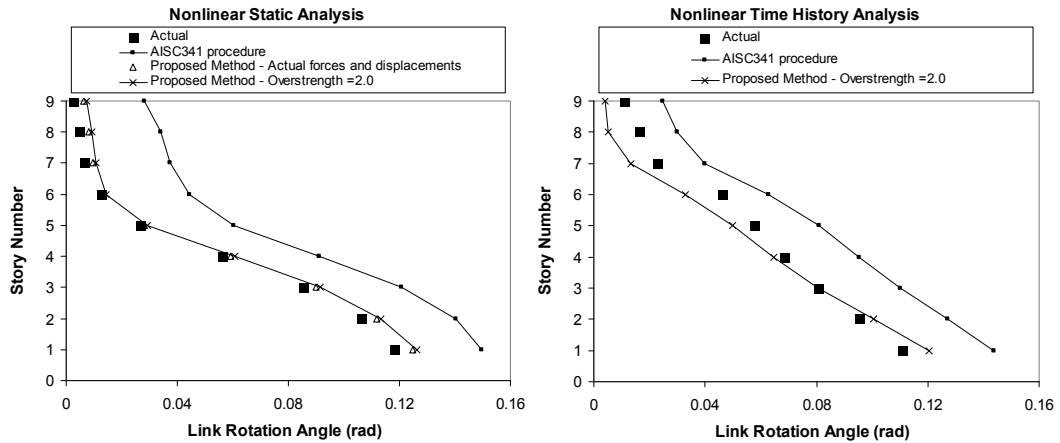 Nonlinear Static Analysis
Actual
AISC341 procedure
Proposed Method - Actual forces and displacements
Proposed Method - Overstrength =2.0
9
8
7
6
5
4
3
2
1
0
Story Number
0 0.04 0.08 0.12 0.16
Link Rotation Angle (rad)
Nonlinear Time History Analysis
Actual
AISC341 procedure
Proposed Method - Overstrength =2.0
9
8
7
6
5
4
3
2
1
0
Story Number
0 0.04 0.08 0.12 0.16
Link Rotation Angle (rad)